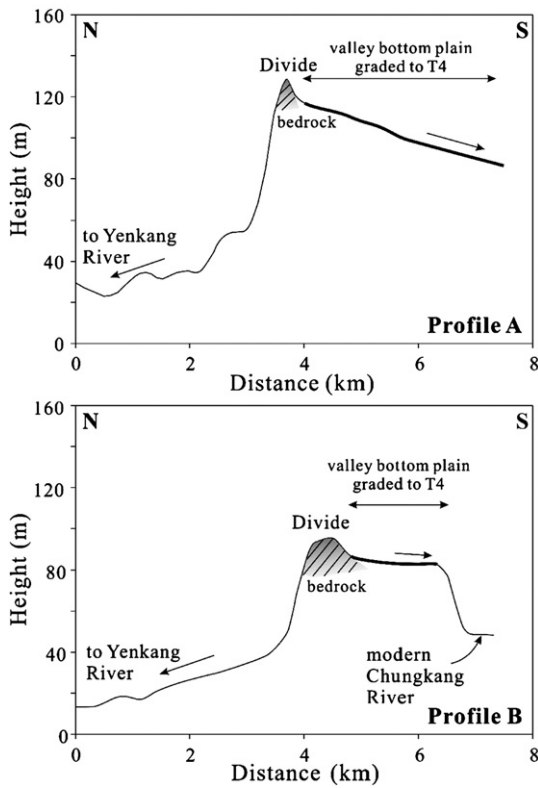 N
S
valley bottom plain
graded to T4
Divide
bedrock
to Yenkang
River
Profile A
160
120
80
40
0
Height (m)
0 2 4 6 8
Distance (km)
N
S
valley bottom plain
graded to T4
Divide
bedrock
to Yenkang
River
modern
Chungkang
River
Profile B
160
120
80
40
0
Height (m)
0 2 4 6 8
Distance (km)